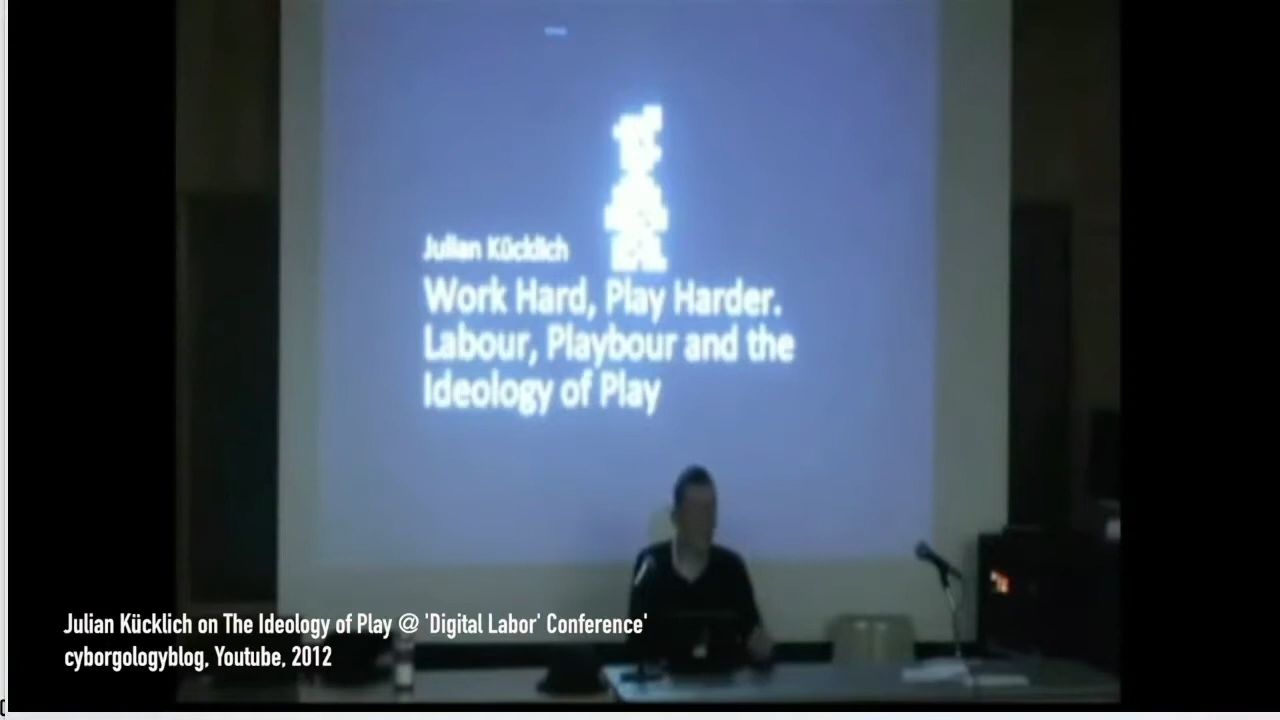 Julian Kücklich
Work Hard, Play Harder.
Labour, Playbour and the
Ideology of Play
Julian Kücklich on The Ideology of Play @ 'Digital Labor' Conference'
cyborgologyblog, Youtube, 2012